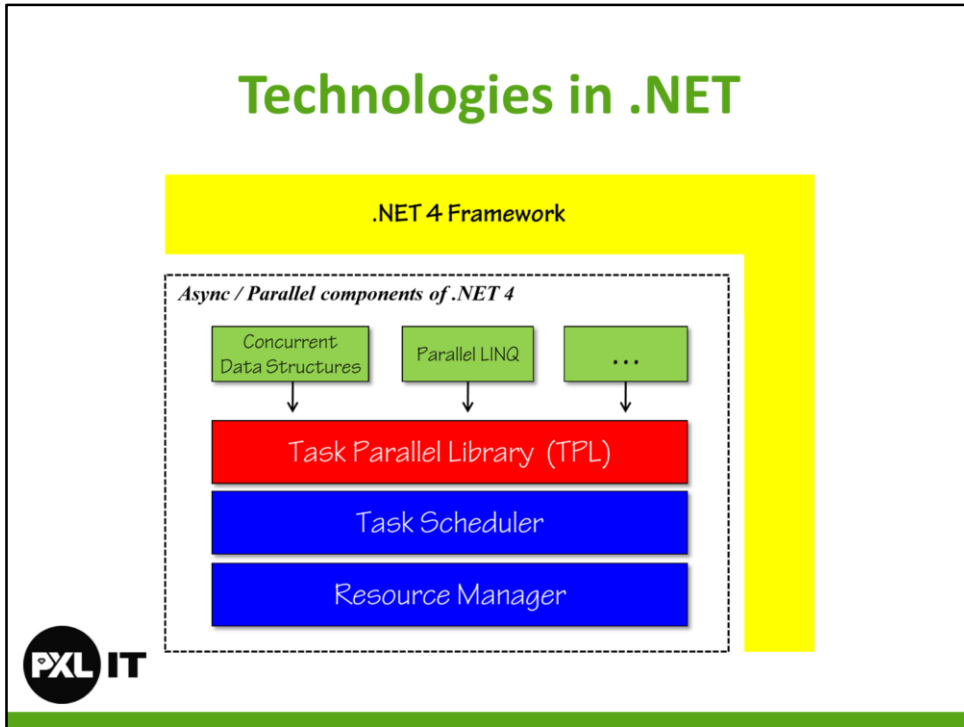 Technologies in .NET
.NET 4 Framework
Async / Parallel components of .NET 4
Concurrent
Data Structures
Parallel LINQ
...
Task Parallel Library (TPL)
Task Scheduler
Resource Manager
PXL IT